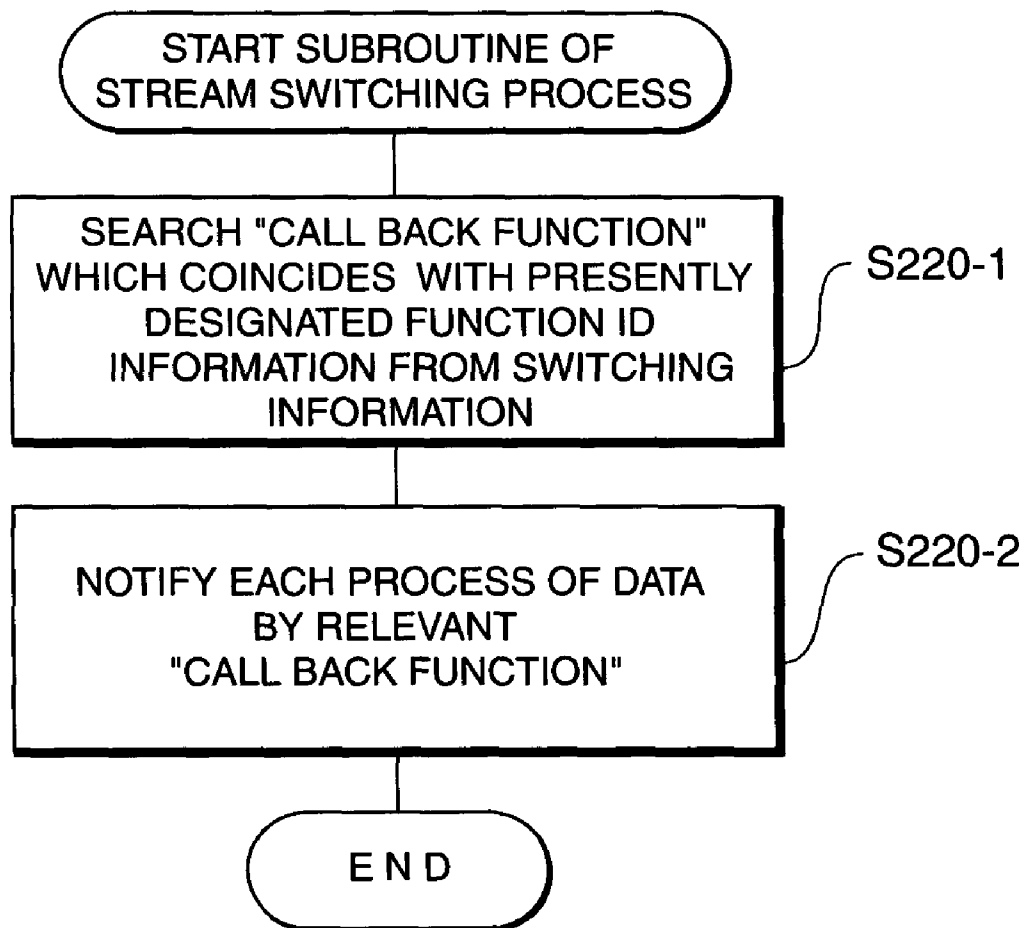 START SUBROUTINE OF
STREAM SWITCHING PROCESS
SEARCH "CALL BACK FUNCTION"
WHICH COINCIDES WITH PRESENTLY
DESIGNATED FUNCTION ID
INFORMATION FROM SWITCHING
INFORMATION
S220-1
NOTIFY EACH PROCESS OF DATA
BY RELEVANT
"CALL BACK FUNCTION"
S220-2
E N D